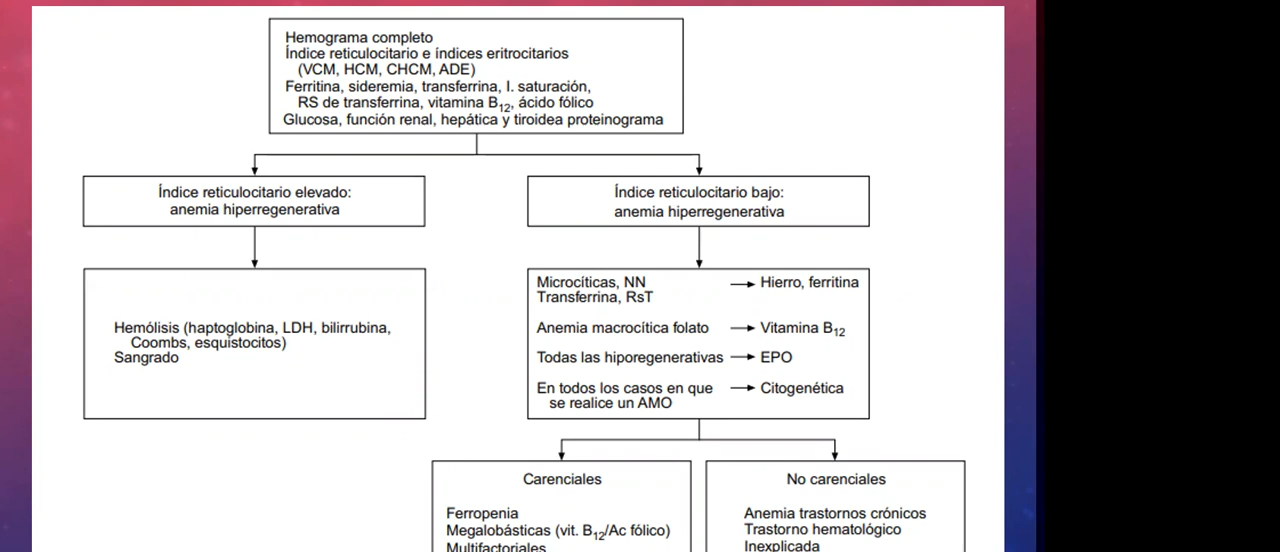 Hemograma completo
Índice reticulocitario e índices eritrocitarios
(VCM, HCM, CHCM, ADE)
Ferritina, sideremia, transferrina, I. saturación,
RS de transferrina, vitamina B12, ácido fólico
Glucosa, función renal, hepática y tiroidea proteinograma
Índice reticulocitario elevado:
anemia hiperregenerativa
Índice reticulocitario bajo:
anemia hiperregenerativa
Hemólisis (haptoglobina, LDH, bilirrubina,
Coombs, esquistocitos)
Sangrado
Microcíticas, NN → Hierro, ferritina
Transferrina, RsT
Anemia macrocítica folato → Vitamina B12
Todas las hiporegenerativas → EPO
En todos los casos en que → Citogenética
se realice un AMO
Carenciales
Ferropenia
Megalobásticas (vit. B12/Ac fólico)
Multifactoriales
No carenciales
Anemia trastornos crónicos
Trastorno hematológico
Inexplicada